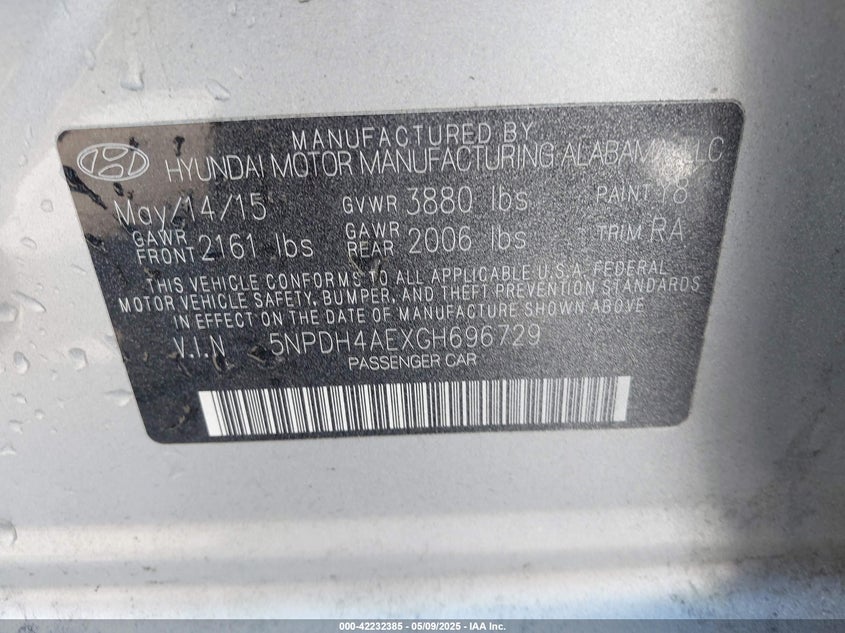 MANUFACTURED BY
HYUNDAI MOTOR MANUFACTURING ALABAMA, LLC
May/14/15 GVWR 3880 lbs PAINT
GAWR FRONT 2161 lbs GAWR REAR 2006 lbs TRIM RA
THIS VEHICLE CONFORMS TO ALL APPLICABLE U.S.A. FEDERAL
MOTOR VEHICLE SAFETY, BUMPER, AND THEFT PREVENTION STANDARDS
IN EFFECT ON THE DATE OF MANUFACTURE SHOWN ABOVE
V.I.N 5NPDH4AEXGH696729
PASSENGER CAR
000-42232385 | 05/09/2025 - IAA Inc.